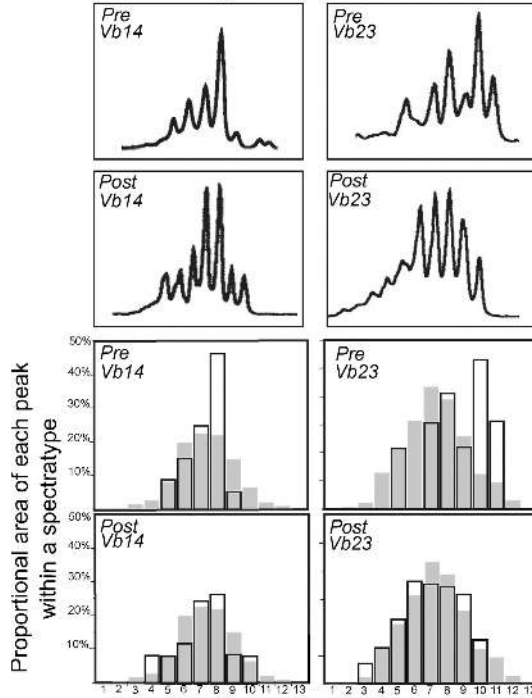 Pre
Vb14
Pre
Vb23
Post
Vb14
Post
Vb23
Proportional area of each peak
within a spectratype
50%
40%
30%
20%
10%
Pre
Vb14
Pre
Vb23
50%
40%
30%
20%
10%
Post
Vb14
Post
Vb23
1 2 3 4 5 6 7 8 9 10 11 12 13
1 2 3 4 5 6 7 8 9 10 11 12